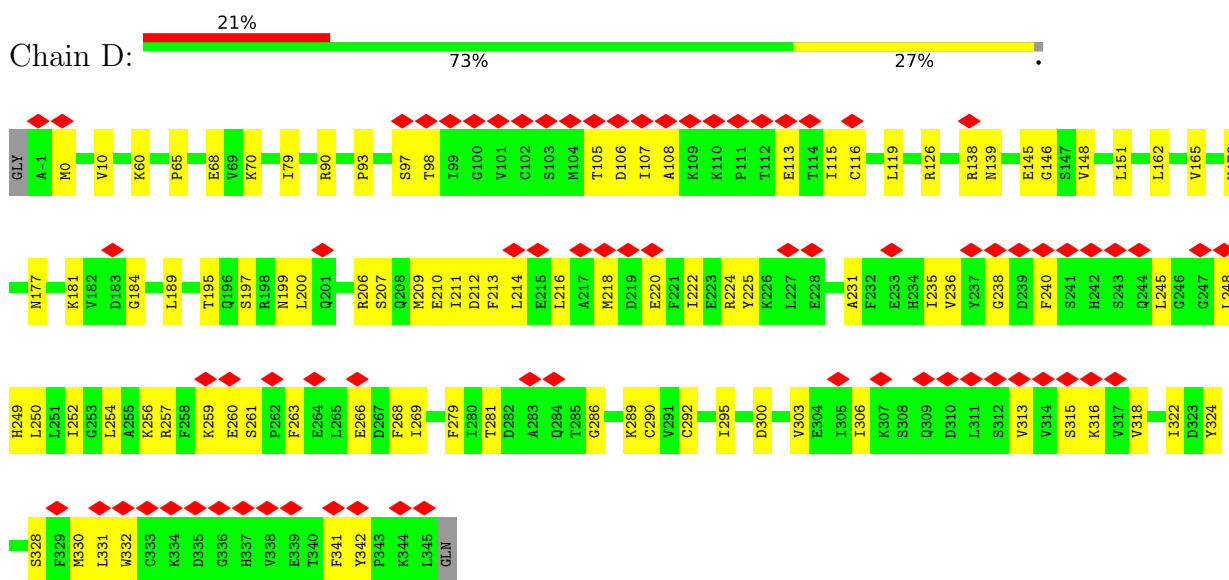 21%
Chain D:
73% 27% .
GLY A-1 M0 V10 K60 P65 E68 V69 K70 I79 R90 P93 S97 T98 I99 G100 V101 C102 S103 M104 T105 D106 I107 A108 K109 K110 P111 T112 E113 T114 I115 C116 L119 R126 R138 N139 E145 G146 S147 V148 L151 L162 V165
N177 K181 V182 D183 G184 L189 T195 Q196 S197 R198 N199 L200 Q201 R206 S207 Q208 M209 E210 I211 D212 F213 L214 E215 L216 A217 M218 D219 E220 F221 I222 E223 R224 Y225 K226 L227 E228 A231 F232 E233 H234 I235 V236 Y237 G238 D239 F240 S241 H242 S243 Q244 L245 G246 G247 L248
H249 L250 L251 I252 G253 L254 A255 K256 R257 F258 K259 E260 S261 P262 F263 E264 L265 E266 D267 F268 I269 F279 I280 T281 D282 A283 Q284 T285 G286 K289 C290 V291 C292 I295 D300 V303 E304 I305 I306 K307 S308 Q309 D310 L311 S312 V313 V314 S315 K316 V317 V318 I322 D323 Y324
S328 F329 M330 L331 W332 C333 K334 D335 G336 H337 V338 E339 T340 F341 Y342 P343 K344 L345 GLN